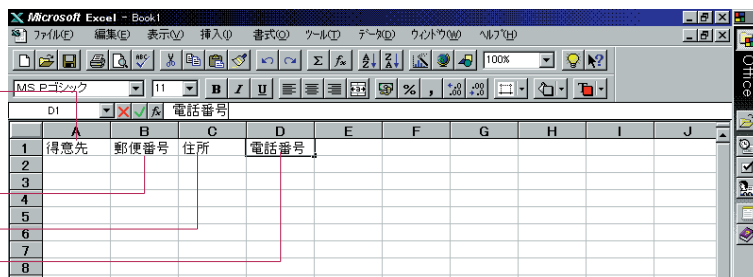 Microsoft Excel - Book1
ファイル(F) 編集(E) 表示(V) 挿入(I) 書式(O) ツール(T) データ(D) ウィンドウ(W) ヘルプ(H)
100%
MS Pゴシック 11 B I U % ,
D1 電話番号
A B C D E F G H I J
1 得意先 郵便番号 住所 電話番号
2
3
4
5
6
7
8
Office